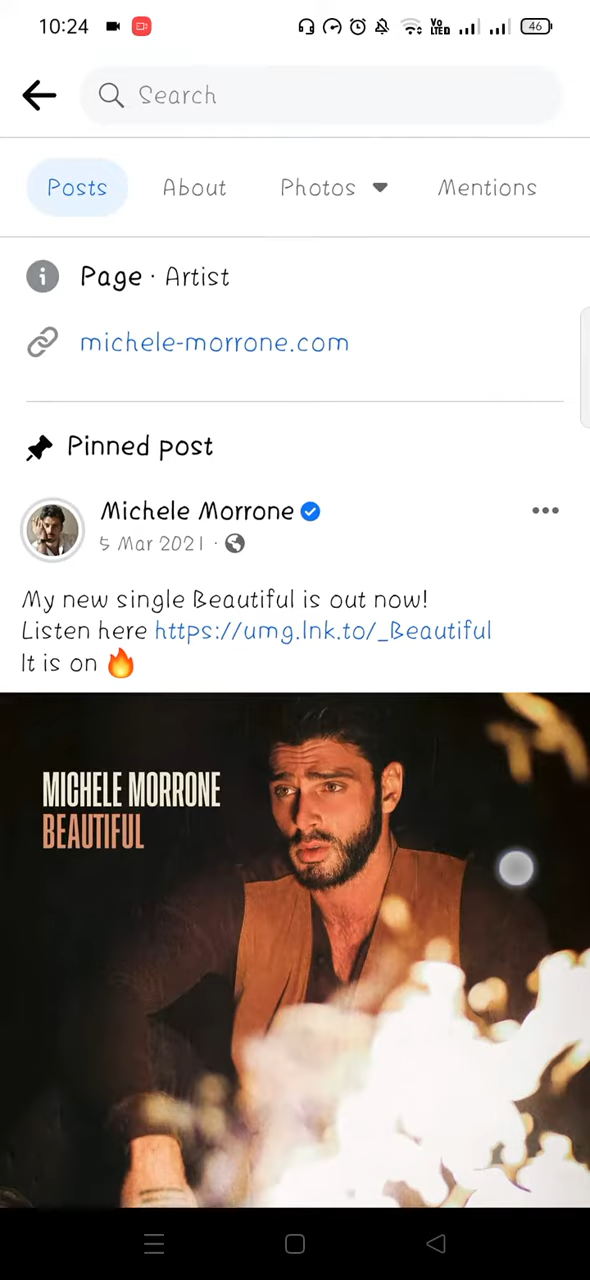 10:24
Vo
LTED
46
Search
Posts
About
Photos
Mentions
Page · Artist
michele-morrone.com
Pinned post
Michele Morrone
5 Mar 2021 ·
My new single Beautiful is out now!
Listen here https://umg.lnk.to/_Beautiful
It is on 🔥
MICHELE MORRONE
BEAUTIFUL